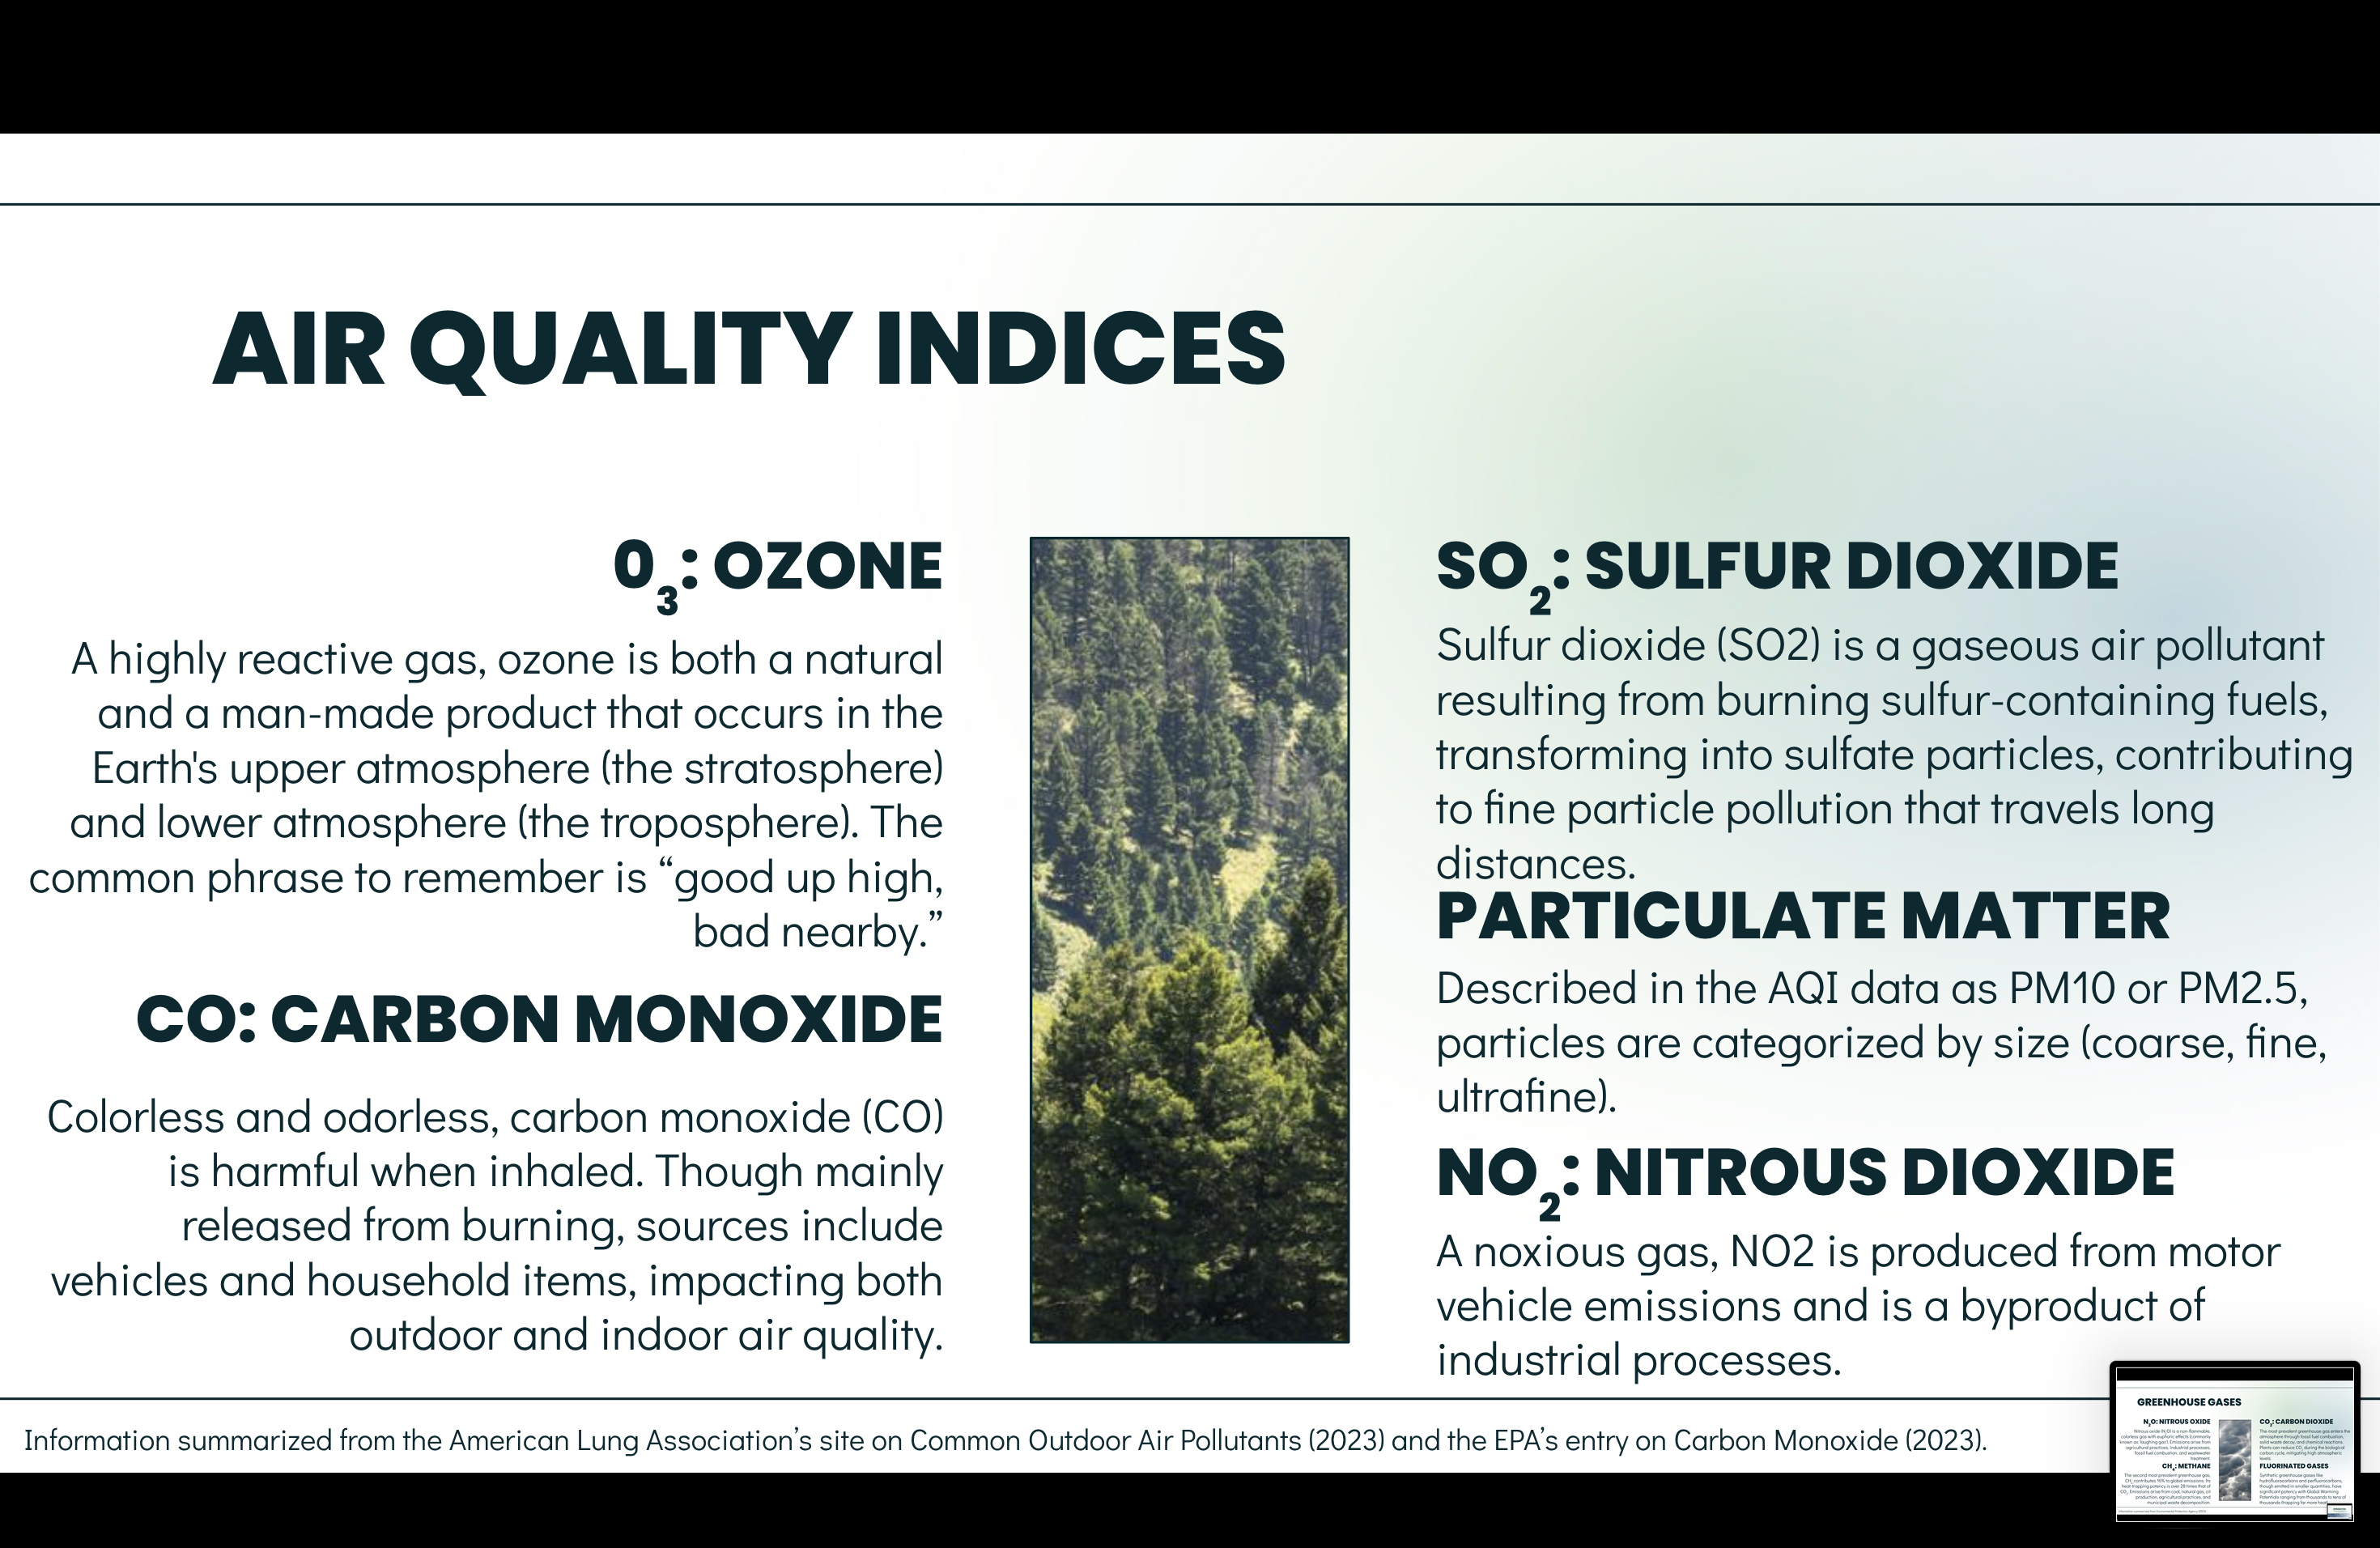 AIR QUALITY INDICES
03: OZONE
A highly reactive gas, ozone is both a natural
and a man-made product that occurs in the
Earth's upper atmosphere (the stratosphere)
and lower atmosphere (the troposphere). The
common phrase to remember is “good up high,
bad nearby.”
CO: CARBON MONOXIDE
Colorless and odorless, carbon monoxide (CO)
is harmful when inhaled. Though mainly
released from burning, sources include
vehicles and household items, impacting both
outdoor and indoor air quality.
SO2: SULFUR DIOXIDE
Sulfur dioxide (SO2) is a gaseous air pollutant
resulting from burning sulfur-containing fuels,
transforming into sulfate particles, contributing
to fine particle pollution that travels long
distances.
PARTICULATE MATTER
Described in the AQI data as PM10 or PM2.5,
particles are categorized by size (coarse, fine,
ultrafine).
NO2: NITROUS DIOXIDE
A noxious gas, NO2 is produced from motor
vehicle emissions and is a byproduct of
industrial processes.
Information summarized from the American Lung Association’s site on Common Outdoor Air Pollutants (2023) and the EPA’s entry on Carbon Monoxide (2023).
GREENHOUSE GASES
N2O: NITROUS OXIDE
CH4: METHANE
CO2: CARBON DIOXIDE
FLUORINATED GASES